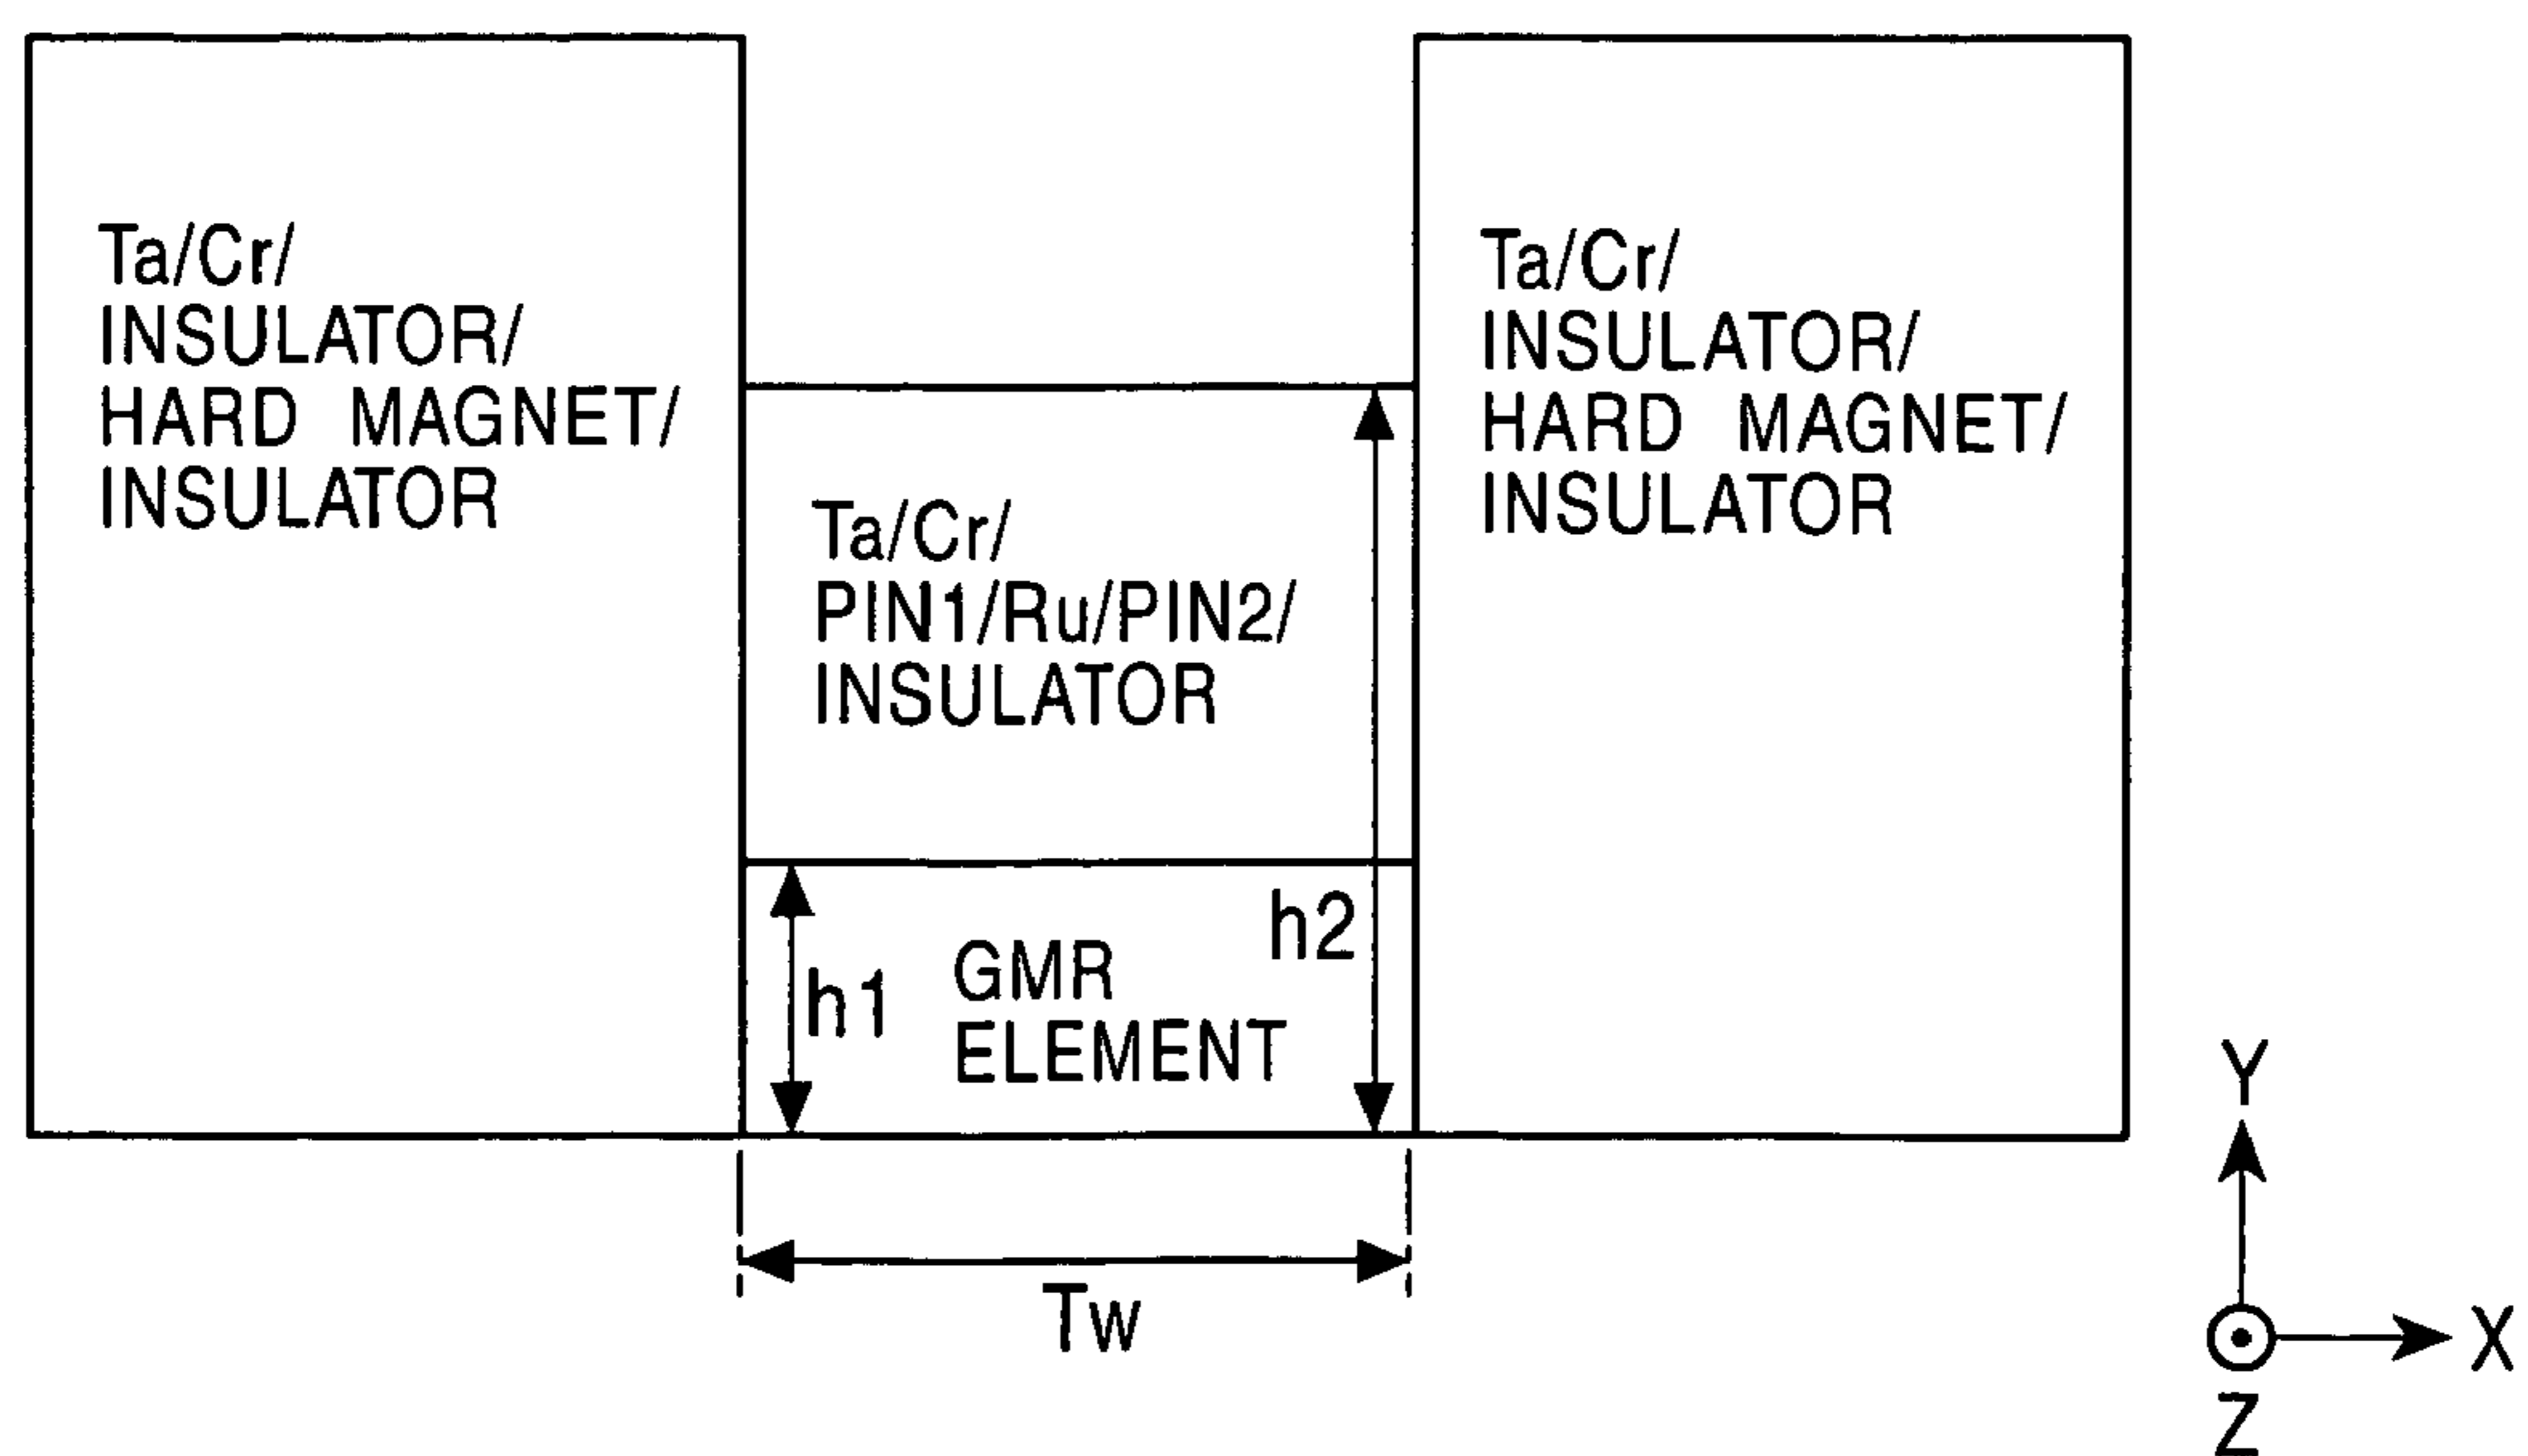 Ta/Cr/
INSULATOR/
HARD MAGNET/
INSULATOR
Ta/Cr/
PIN1/Ru/PIN2/
INSULATOR
Ta/Cr/
INSULATOR/
HARD MAGNET/
INSULATOR
h1
GMR
ELEMENT
h2
Tw
Y
X
Z